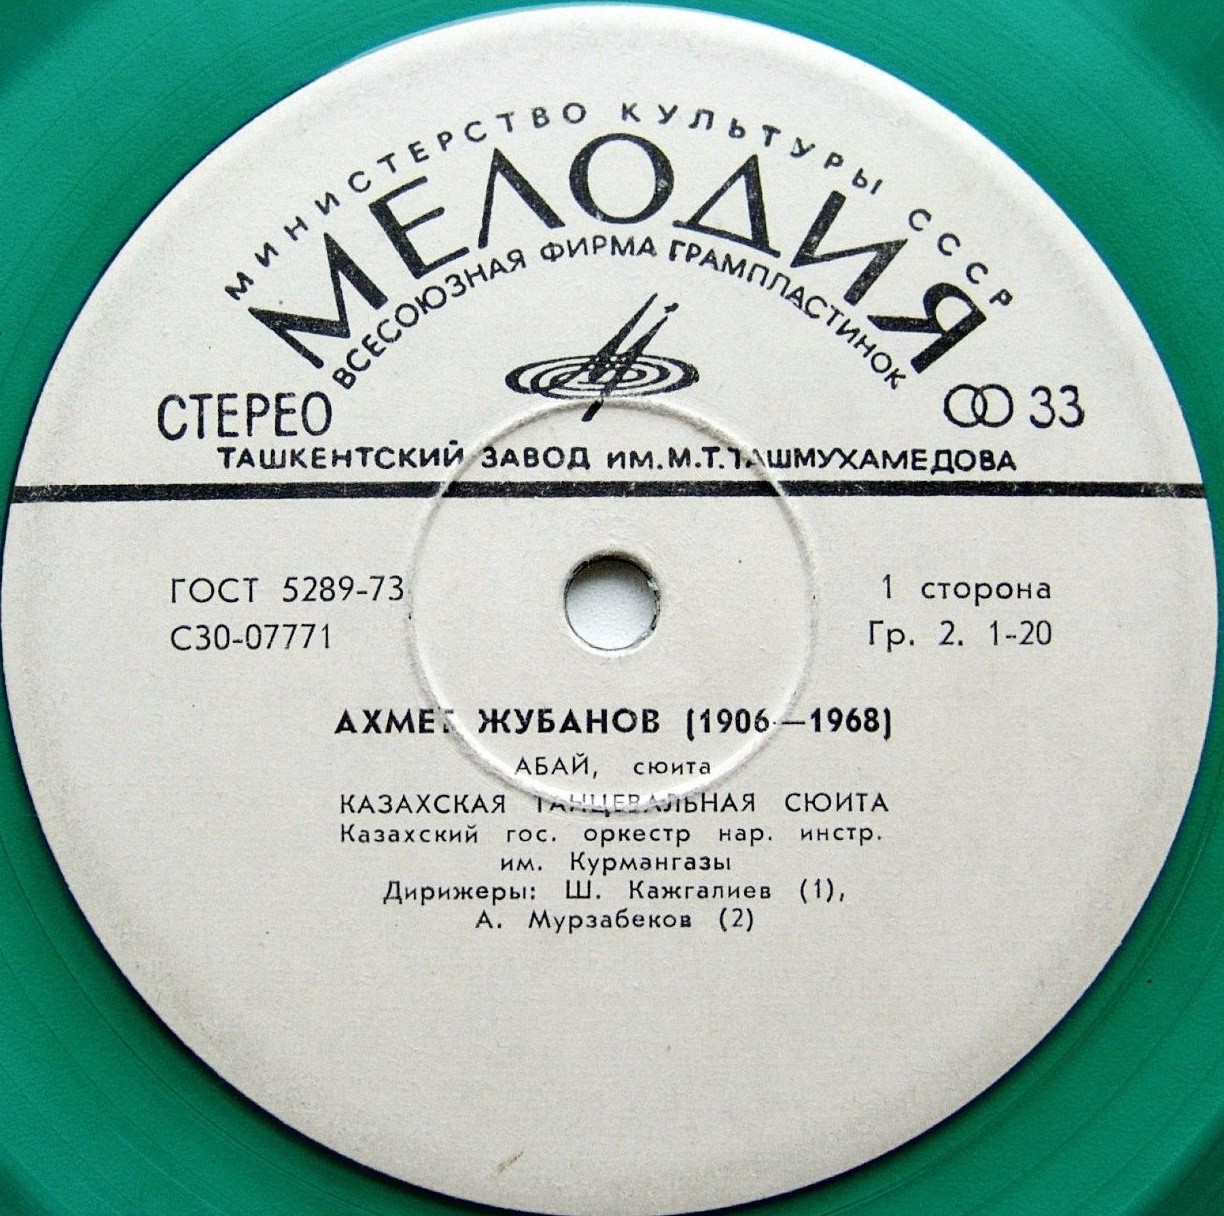 МИНИСТЕРСТВО КУЛЬТУРЫ СССР
МЕЛОДИЯ
ВСЕСОЮЗНАЯ ФИРМА ГРАМПЛАСТИНОК
СТЕРЕО
33
ТАШКЕНТСКИЙ ЗАВОД ИМ.М.Т.ТАШМУХАМЕДОВА
ГОСТ 5289-73
1 сторона
С30-07771
Гр. 2. 1-20
АХМЕТ ЖУБАНОВ (1906—1968)
АБАЙ, сюита
КАЗАХСКАЯ ТАНЦЕВАЛЬНАЯ СЮИТА
Казахский гос. оркестр нар. инстр.
им. Курмангазы
Дирижеры: Ш. Кажгалиев (1),
А. Мурзабеков (2)